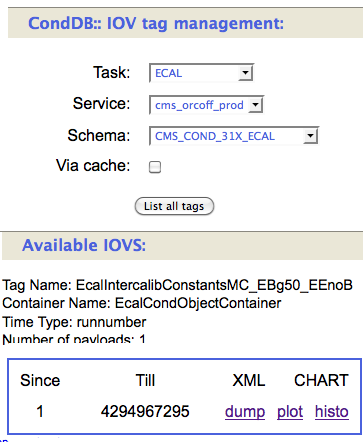 CondDB:: IOV tag management:
Task: ECAL
Service: cms_orcoff_prod
Schema: CMS_COND_31X_ECAL
Via cache:
List all tags
Available IOVS:
Tag Name: EcalIntercalibConstantsMC_EBg50_EEnoB
Container Name: EcalCondObjectContainer
Time Type: runnumber
Number of payloads: 1
Since Till XML CHART
1 4294967295 dump plot histo